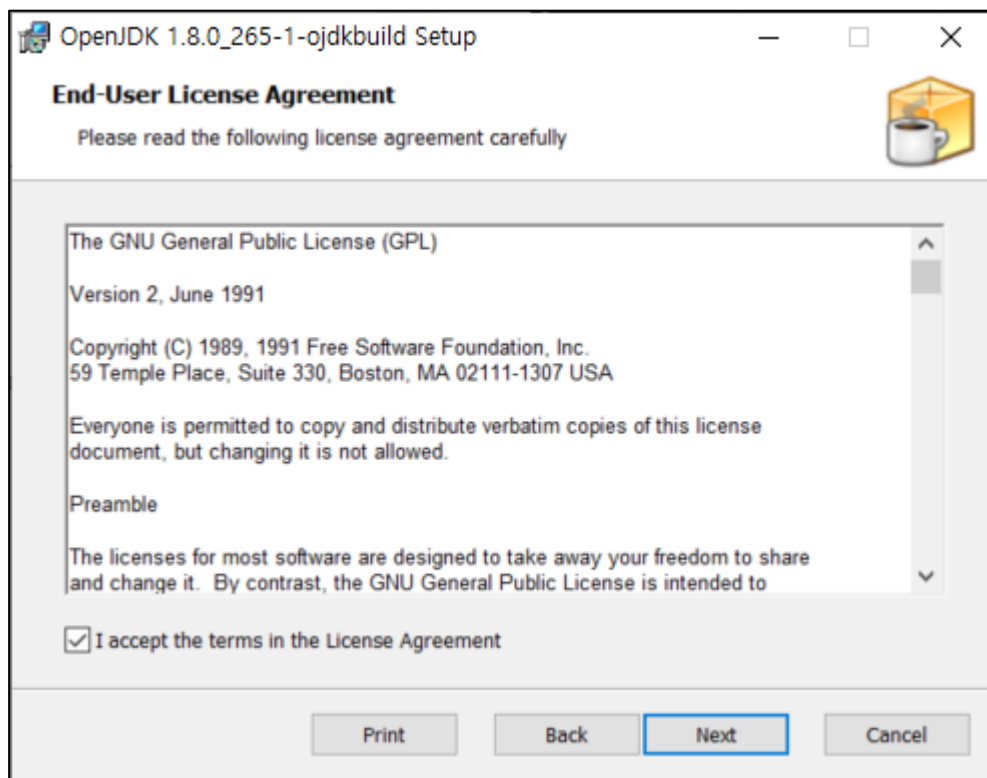 OpenJDK 1.8.0_265-1-ojdkbuild Setup
End-User License Agreement
Please read the following license agreement carefully
The GNU General Public License (GPL)
Version 2, June 1991
Copyright (C) 1989, 1991 Free Software Foundation, Inc.
59 Temple Place, Suite 330, Boston, MA 02111-1307 USA
Everyone is permitted to copy and distribute verbatim copies of this license
document, but changing it is not allowed.
Preamble
The licenses for most software are designed to take away your freedom to share
and change it.  By contrast, the GNU General Public License is intended to
I accept the terms in the License Agreement
Print Back Next Cancel